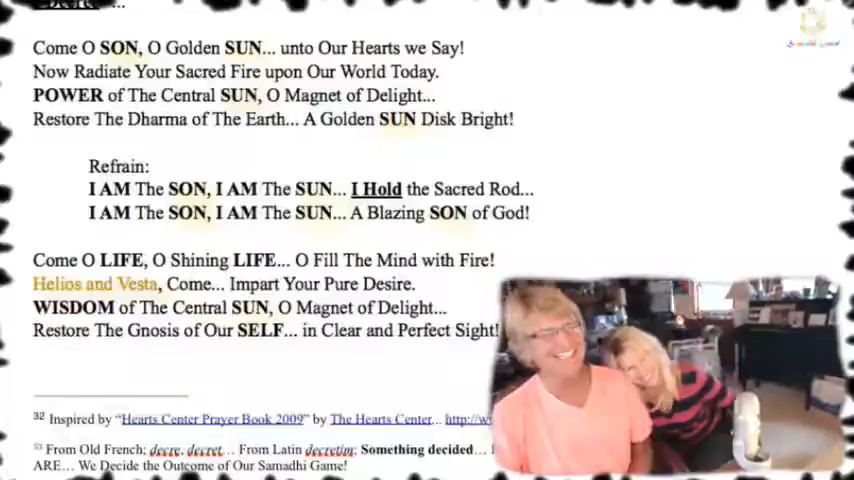 Come O SON, O Golden SUN... unto Our Hearts we Say!
Now Radiate Your Sacred Fire upon Our World Today.
POWER of The Central SUN, O Magnet of Delight...
Restore The Dharma of The Earth... A Golden SUN Disk Bright!
Refrain:
I AM The SON, I AM The SUN... I Hold the Sacred Rod...
I AM The SON, I AM The SUN... A Blazing SON of God!
Come O LIFE, O Shining LIFE... O Fill The Mind with Fire!
Helios and Vesta, Come... Impart Your Pure Desire.
WISDOM of The Central SUN, O Magnet of Delight...
Restore The Gnosis of Our SELF... in Clear and Perfect Sight!
32 Inspired by “Hearts Center Prayer Book 2009” by The Hearts Center... http://w
33 From Old French: decre, decret... From Latin decretim: Something decided...
ARE... We Decide the Outcome of Our Samadhi Game!